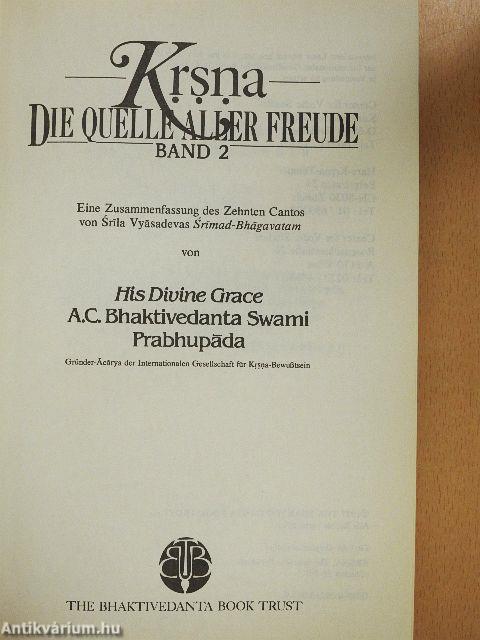 Kṛṣṇa
DIE QUELLE ALLER FREUDE
BAND 2
Eine Zusammenfassung des Zehnten Cantos
von Śrīla Vyāsadevas Śrīmad-Bhāgavatam
von
His Divine Grace
A.C. Bhaktivedanta Swami
Prabhupāda
Gründer-Ācārya der Internationalen Gesellschaft für Kṛṣṇa-Bewußtsein
BBT
THE BHAKTIVEDANTA BOOK TRUST
Antikvárium.hu